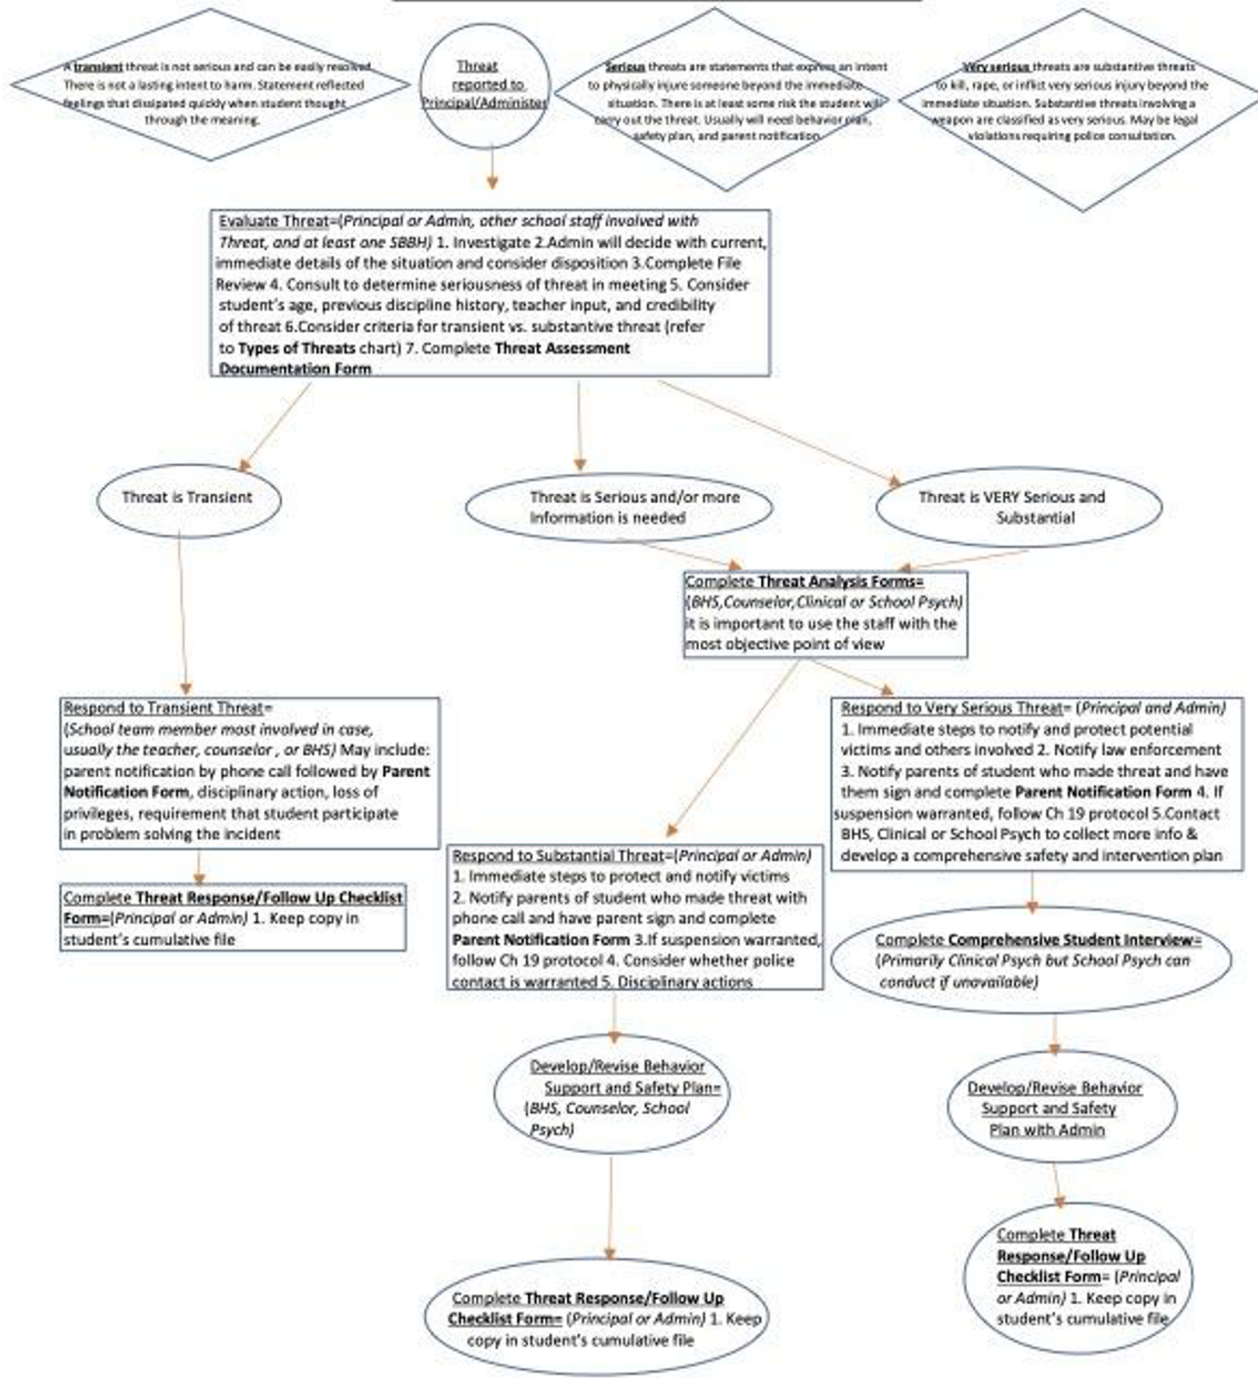 A transient threat is not serious and can be easily resolved.
There is not a lasting intent to harm. Statement reflected
feelings that dissipated quickly when student thought
through the meaning.
Threat
reported to
Principal/Administer
Serious threats are statements that express an intent
to physically injure someone beyond the immediate
situation. There is at least some risk the student will
carry out the threat. Usually will need behavior plan,
safety plan, and parent notification.
Very serious threats are substantive threats
to kill, rape, or inflict very serious injury beyond the
immediate situation. Substantive threats involving a
weapon are classified as very serious. May be legal
violations requiring police consultation.
Evaluate Threat=(Principal or Admin, other school staff involved with
Threat, and at least one SBBH) 1. Investigate 2.Admin will decide with current,
immediate details of the situation and consider disposition 3.Complete File
Review 4. Consult to determine seriousness of threat in meeting 5. Consider
student's age, previous discipline history, teacher input, and credibility
of threat 6.Consider criteria for transient vs. substantive threat (refer
to Types of Threats chart) 7. Complete Threat Assessment
Documentation Form
Threat is Transient
Threat is Serious and/or more
Information is needed
Threat is VERY Serious and
Substantial
Complete Threat Analysis Forms=
(BHS,Counselor,Clinical or School Psych)
it is important to use the staff with the
most objective point of view
Respond to Transient Threat=
(School team member most involved in case,
usually the teacher, counselor , or BHS) May include:
parent notification by phone call followed by Parent
Notification Form, disciplinary action, loss of
privileges, requirement that student participate
in problem solving the incident
Complete Threat Response/Follow Up Checklist
Form=(Principal or Admin) 1. Keep copy in
student's cumulative file
Respond to Substantial Threat=(Principal or Admin)
1. Immediate steps to protect and notify victims
2. Notify parents of student who made threat with
phone call and have parent sign and complete
Parent Notification Form 3.If suspension warranted,
follow Ch 19 protocol 4. Consider whether police
contact is warranted 5. Disciplinary actions
Respond to Very Serious Threat= (Principal and Admin)
1. Immediate steps to notify and protect potential
victims and others involved 2. Notify law enforcement
3. Notify parents of student who made threat and have
them sign and complete Parent Notification Form 4. If
suspension warranted, follow Ch 19 protocol 5.Contact
BHS, Clinical or School Psych to collect more info &
develop a comprehensive safety and intervention plan
Complete Comprehensive Student Interview=
(Primarily Clinical Psych but School Psych can
conduct if unavailable)
Develop/Revise Behavior
Support and Safety Plan=
(BHS, Counselor, School
Psych)
Develop/Revise Behavior
Support and Safety
Plan with Admin
Complete Threat Response/Follow Up
Checklist Form= (Principal or Admin) 1. Keep
copy in student's cumulative file
Complete Threat
Response/Follow Up
Checklist Form= (Principal
or Admin) 1. Keep copy in
student's cumulative file